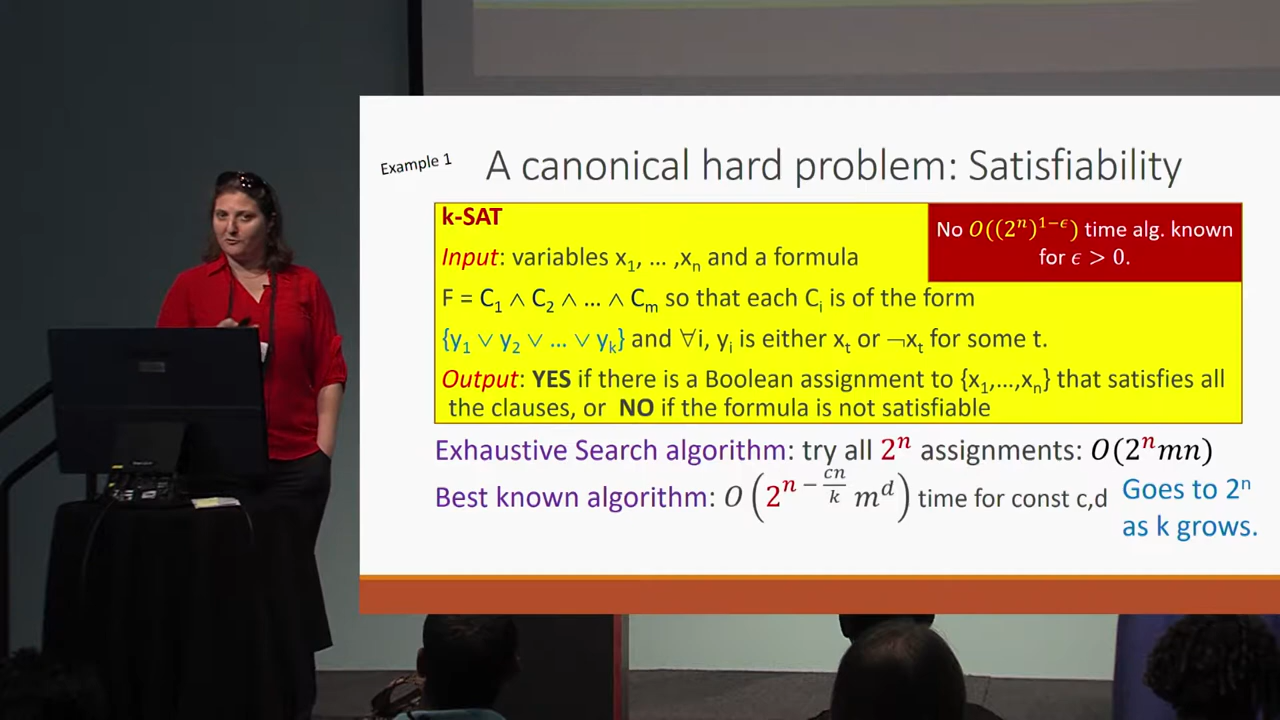 Example 1
A canonical hard problem: Satisfiability
k-SAT
No O((2ⁿ)^{1−ϵ}) time alg. known
for ϵ > 0.
Input: variables x₁, … ,xₙ and a formula
F = C₁ ∧ C₂ ∧ … ∧ Cₘ so that each Cᵢ is of the form
{y₁ ∨ y₂ ∨ … ∨ yₖ} and ∀i, yᵢ is either xₜ or ¬xₜ for some t.
Output: YES if there is a Boolean assignment to {x₁,…,xₙ} that satisfies all
the clauses, or NO if the formula is not satisfiable
Exhaustive Search algorithm: try all 2ⁿ assignments: O(2ⁿmn)
Best known algorithm: O(2^{n − cn/k} m^d) time for const c,d
Goes to 2ⁿ
as k grows.